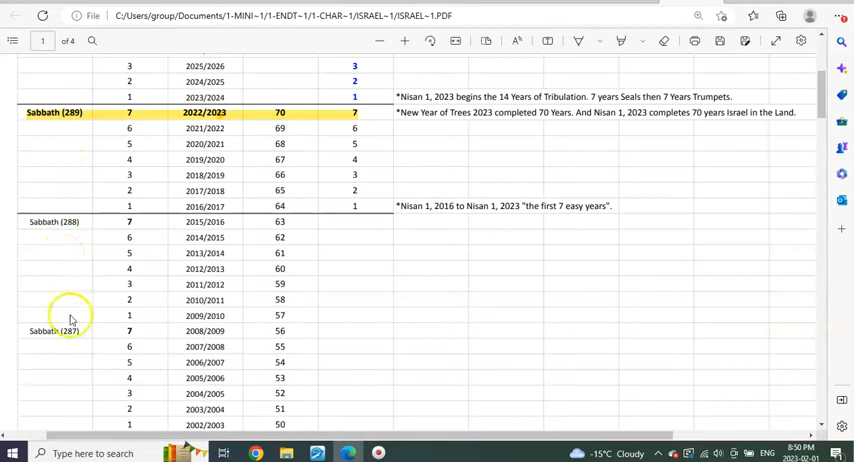 File C:/Users/group/Documents/1-MINI~1/1-ENDT~1/1-CHAR~1/ISRAEL~1/ISRAEL~1.PDF
1 of 4
3 2025/2026 3
2 2024/2025 2
1 2023/2024 1 *Nisan 1, 2023 begins the 14 Years of Tribulation. 7 years Seals then 7 Years Trumpets.
Sabbath (289) 7 2022/2023 70 7 *New Year of Trees 2023 completed 70 Years. And Nisan 1, 2023 completes 70 years Israel in the Land.
6 2021/2022 69 6
5 2020/2021 68 5
4 2019/2020 67 4
3 2018/2019 66 3
2 2017/2018 65 2
1 2016/2017 64 1 *Nisan 1, 2016 to Nisan 1, 2023 "the first 7 easy years".
Sabbath (288) 7 2015/2016 63
6 2014/2015 62
5 2013/2014 61
4 2012/2013 60
3 2011/2012 59
2 2010/2011 58
1 2009/2010 57
Sabbath (287) 7 2008/2009 56
6 2007/2008 55
5 2006/2007 54
4 2005/2006 53
3 2004/2005 52
2 2003/2004 51
1 2002/2003 50
Type here to search
-15°C Cloudy
ENG
8:50 PM
2023-02-01